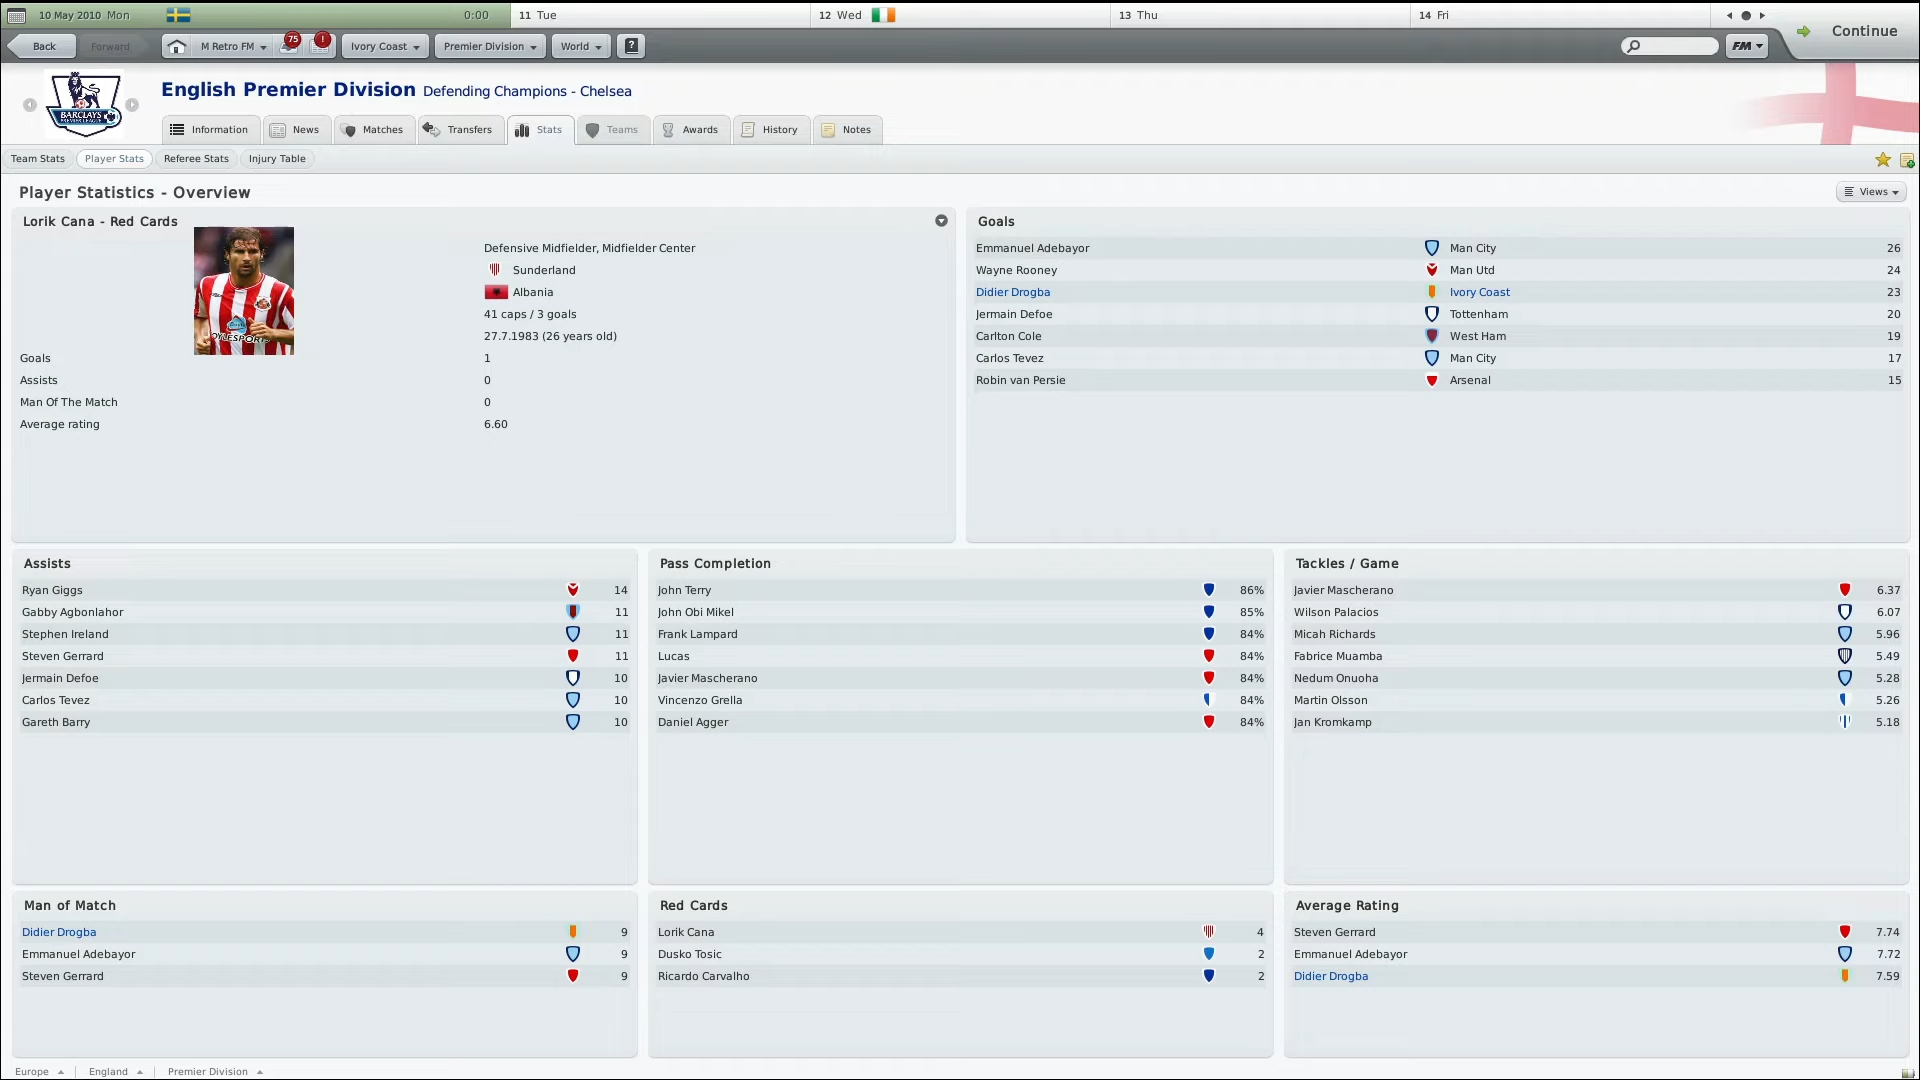 10 May 2010 Mon 0:00 11 Tue 12 Wed 13 Thu 14 Fri
Continue
Back Forward M Retro FM 75 ! Ivory Coast Premier Division World ? FM
BARCLAYS
PREMIER LEAGUE
English Premier Division Defending Champions - Chelsea
Information News Matches Transfers Stats Teams Awards History Notes
Team Stats Player Stats Referee Stats Injury Table
Player Statistics - Overview Views
Lorik Cana - Red Cards
Defensive Midfielder, Midfielder Center
Sunderland
Albania
41 caps / 3 goals
27.7.1983 (26 years old)
Goals 1
Assists 0
Man Of The Match 0
Average rating 6.60
Goals
Emmanuel Adebayor Man City 26
Wayne Rooney Man Utd 24
Didier Drogba Ivory Coast 23
Jermain Defoe Tottenham 20
Carlton Cole West Ham 19
Carlos Tevez Man City 17
Robin van Persie Arsenal 15
Assists
Ryan Giggs 14
Gabby Agbonlahor 11
Stephen Ireland 11
Steven Gerrard 11
Jermain Defoe 10
Carlos Tevez 10
Gareth Barry 10
Pass Completion
John Terry 86%
John Obi Mikel 85%
Frank Lampard 84%
Lucas 84%
Javier Mascherano 84%
Vincenzo Grella 84%
Daniel Agger 84%
Tackles / Game
Javier Mascherano 6.37
Wilson Palacios 6.07
Micah Richards 5.96
Fabrice Muamba 5.49
Nedum Onuoha 5.28
Martin Olsson 5.26
Jan Kromkamp 5.18
Man of Match
Didier Drogba 9
Emmanuel Adebayor 9
Steven Gerrard 9
Red Cards
Lorik Cana 4
Dusko Tosic 2
Ricardo Carvalho 2
Average Rating
Steven Gerrard 7.74
Emmanuel Adebayor 7.72
Didier Drogba 7.59
Europe England Premier Division